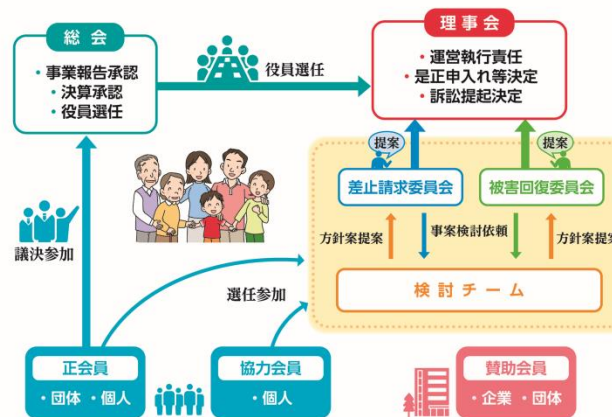 総会
・事業報告承認
・決算承認
・役員選任
役員選任
理事会
・運営執行責任
・是正申入れ等決定
・訴訟提起決定
提案
提案
差止請求委員会
被害回復委員会
方針案提案
事案検討依頼
方針案提案
検討チーム
議決参加
選任参加
正会員
・団体 ・個人
協力会員
・個人
賛助会員
・企業 ・団体